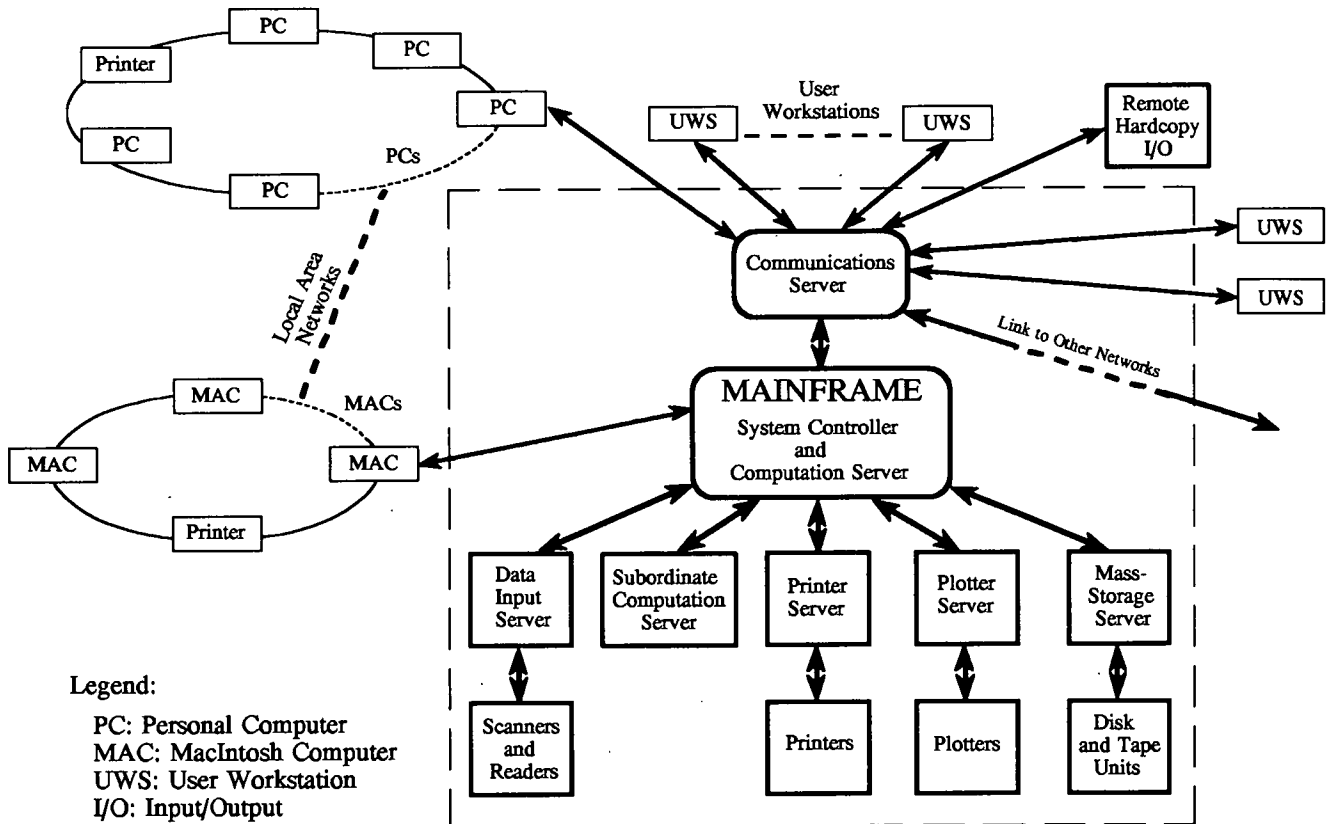 PC
PC
Printer
PC
PC
PC
PCs
User
Workstations
UWS
UWS
Remote
Hardcopy
I/O
Local Area
Networks
Communications
Server
UWS
UWS
Link to Other Networks
MAC
MACs
MAC
MAC
Printer
MAINFRAME
System Controller
and
Computation Server
Data
Input
Server
Subordinate
Computation
Server
Printer
Server
Plotter
Server
Mass-
Storage
Server
Scanners
and
Readers
Printers
Plotters
Disk
and Tape
Units
Legend:
PC: Personal Computer
MAC: MacIntosh Computer
UWS: User Workstation
I/O: Input/Output